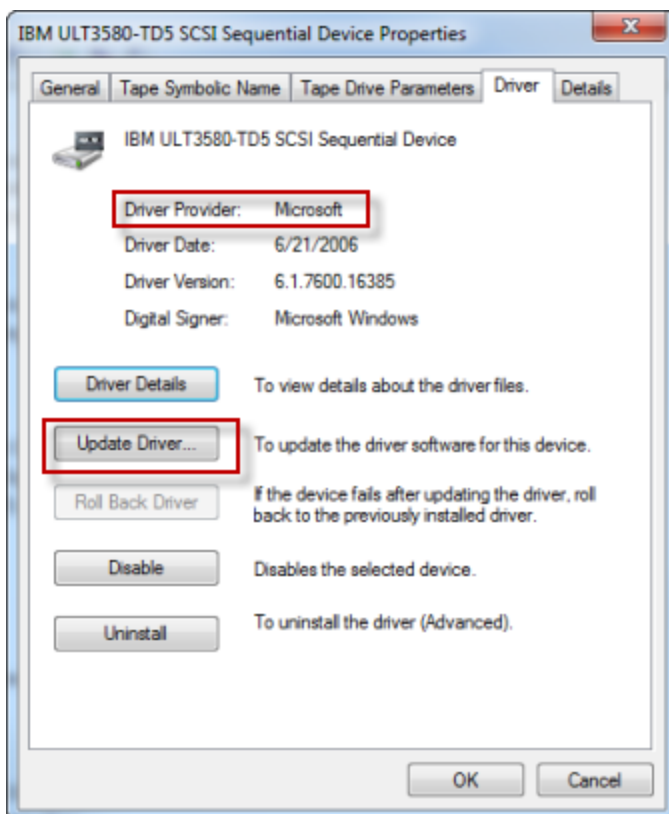 IBM ULT3580-TD5 SCSI Sequential Device Properties
General Tape Symbolic Name Tape Drive Parameters Driver Details
IBM ULT3580-TD5 SCSI Sequential Device
Driver Provider: Microsoft
Driver Date: 6/21/2006
Driver Version: 6.1.7600.16385
Digital Signer: Microsoft Windows
Driver Details To view details about the driver files.
Update Driver... To update the driver software for this device.
Roll Back Driver If the device fails after updating the driver, roll
back to the previously installed driver.
Disable Disables the selected device.
Uninstall To uninstall the driver (Advanced).
OK Cancel